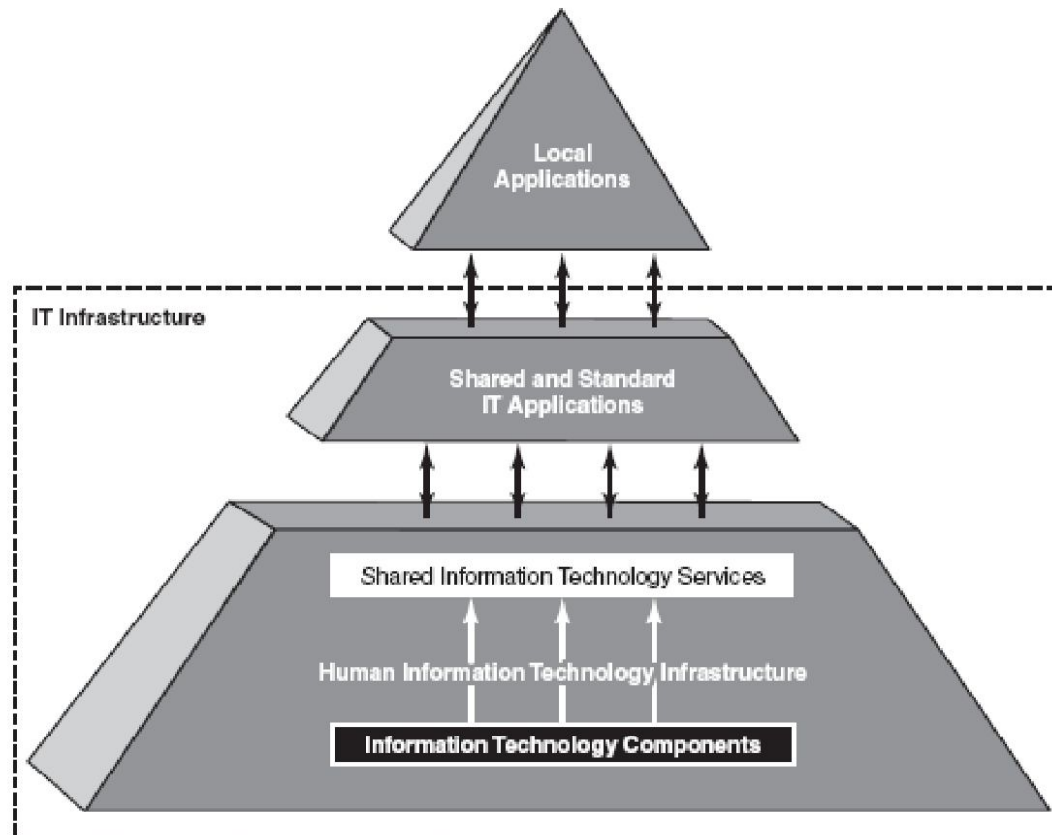 Local
Applications
IT Infrastructure
Shared and Standard
IT Applications
Shared Information Technology Services
Human Information Technology Infrastructure
Information Technology Components